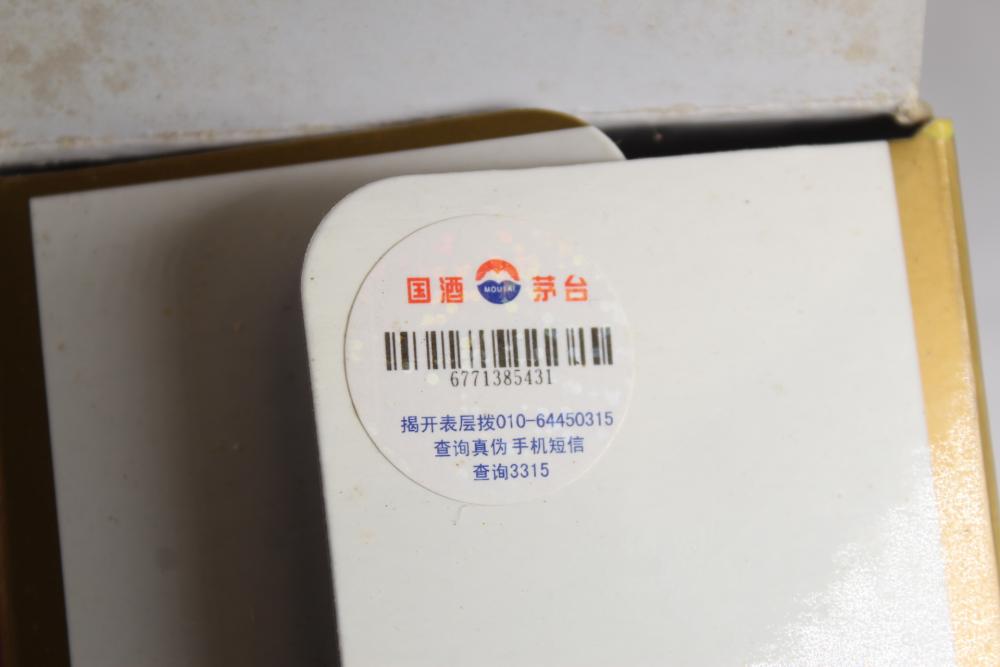 国酒 MOUTAI 茅台
6771385431
揭开表层拨010-64450315
查询真伪 手机短信
查询3315